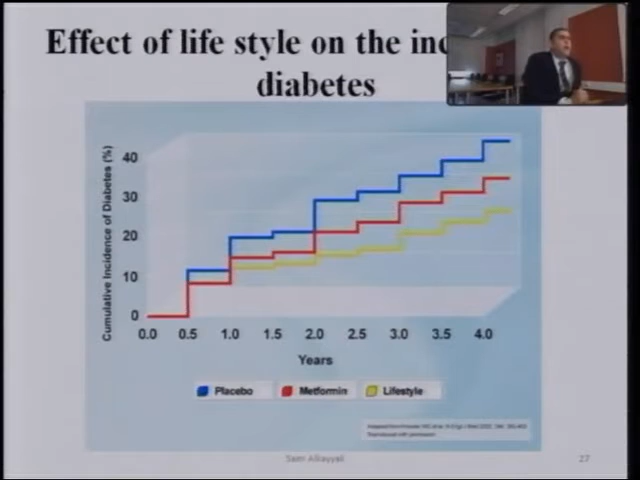 Effect of life style on the inc
diabetes
Cumulative Incidence of Diabetes (%)
40
30
20
10
0
0.0 0.5 1.0 1.5 2.0 2.5 3.0 3.5 4.0
Years
Placebo Metformin Lifestyle
27